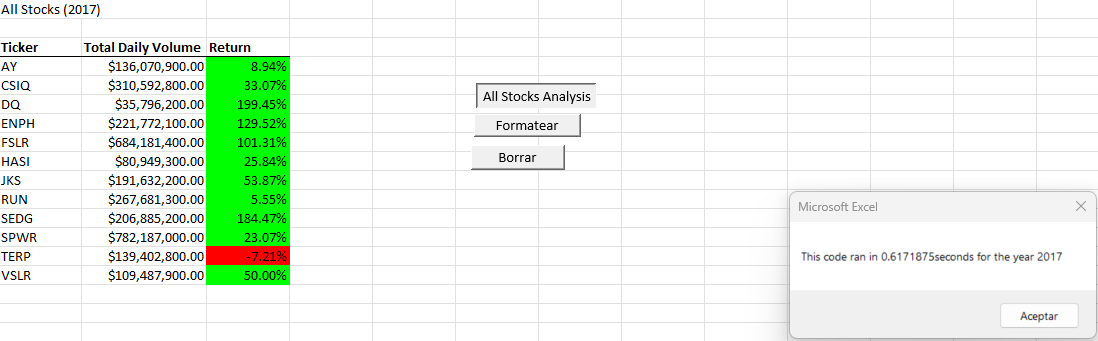 All Stocks (2017)
Ticker Total Daily Volume Return
AY $136,070,900.00 8.94%
CSIQ $310,592,800.00 33.07%
DQ $35,796,200.00 199.45%
ENPH $221,772,100.00 129.52%
FSLR $684,181,400.00 101.31%
HASI $80,949,300.00 25.84%
JKS $191,632,200.00 53.87%
RUN $267,681,300.00 5.55%
SEDG $206,885,200.00 184.47%
SPWR $782,187,000.00 23.07%
TERP $139,402,800.00 -7.21%
VSLR $109,487,900.00 50.00%
All Stocks Analysis
Formatear
Borrar
Microsoft Excel
This code ran in 0.6171875seconds for the year 2017
Aceptar